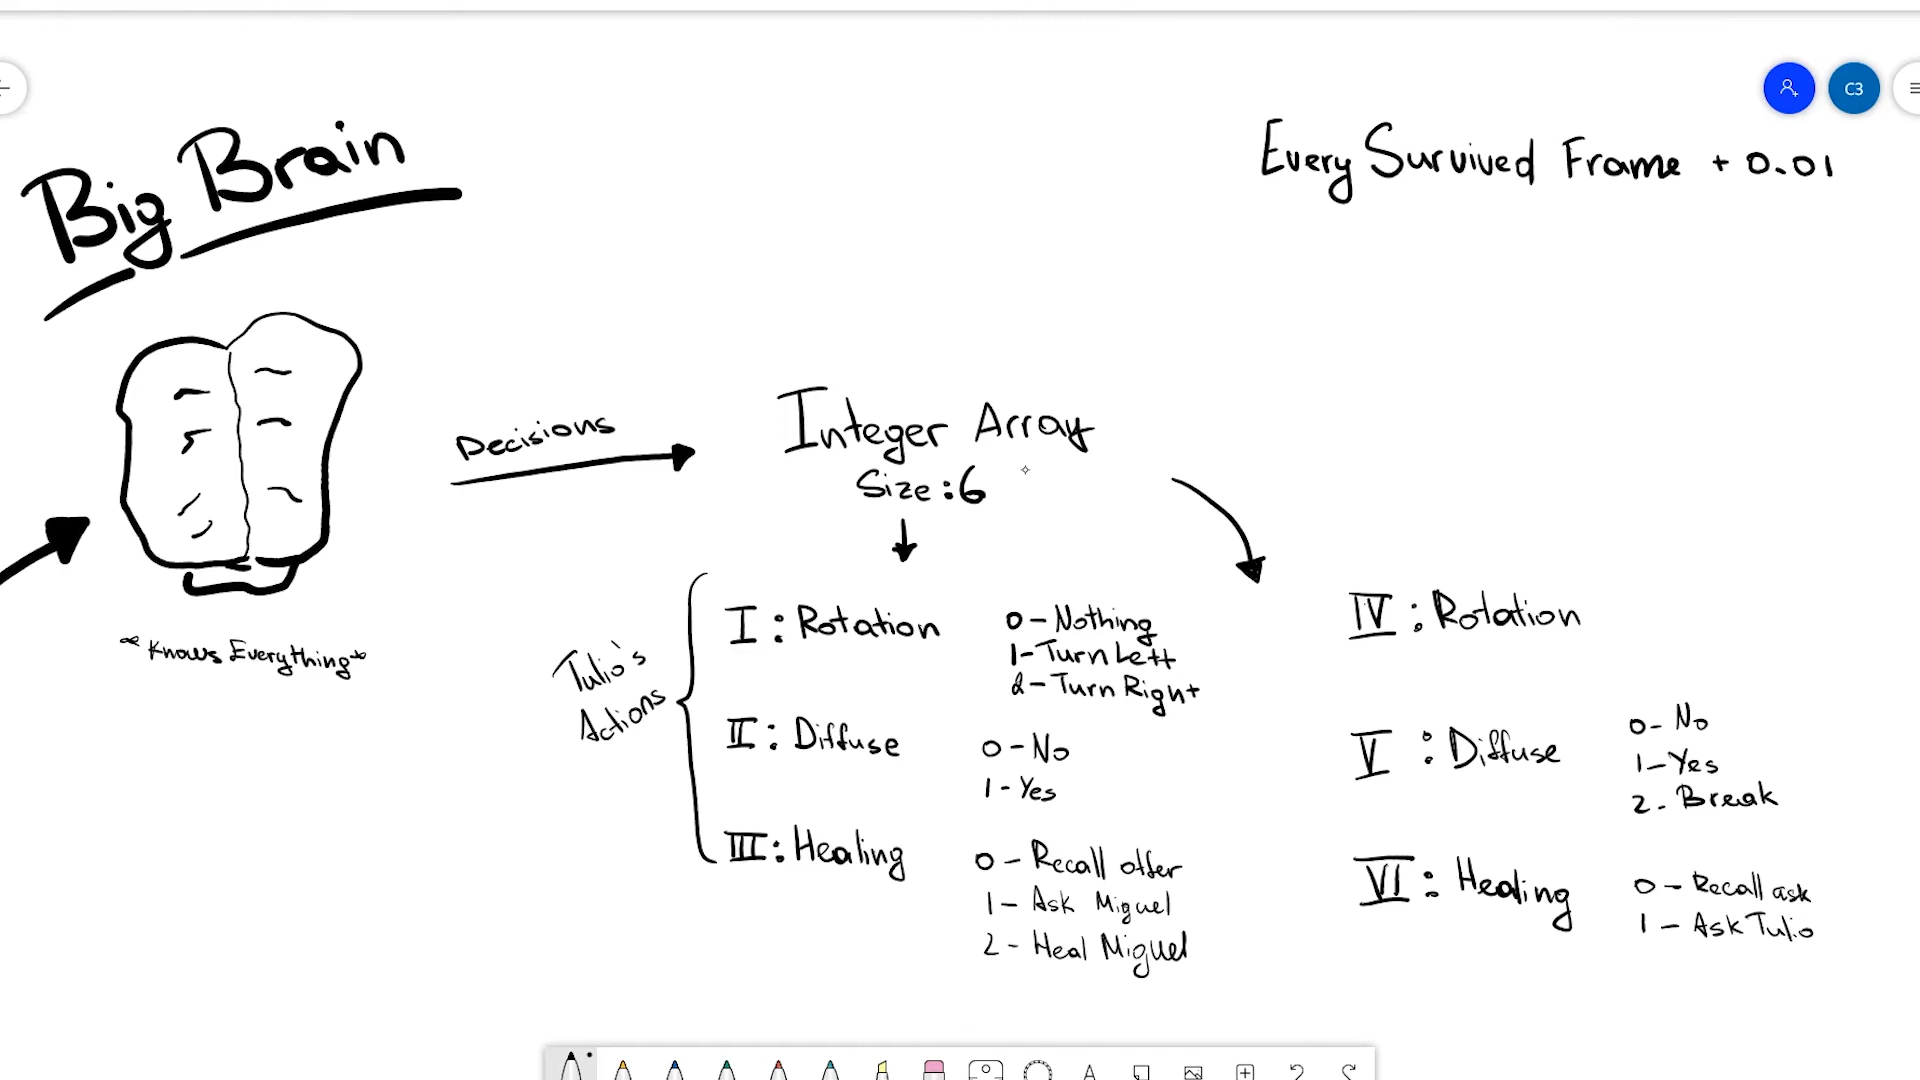 Big Brain
Every Survived Frame + 0.01
C3
Decisions
Integer Array
Size:6
*Knows Everything*
Tulio's
Actions
I : Rotation
0 - Nothing
1 - Turn Left
2 - Turn Right
II : Diffuse
0 - No
1 - Yes
III : Healing
0 - Recall offer
1 - Ask Miguel
2 - Heal Miguel
IV : Rotation
V : Diffuse
0 - No
1 - Yes
2 - Break
VI : Healing
0 - Recall ask
1 - Ask Tulio